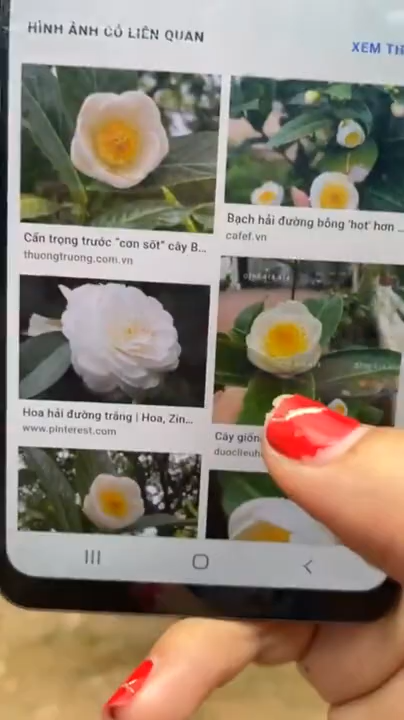 HÌNH ẢNH CÓ LIÊN QUAN
XEM TH
Cẩn trọng trước "cơn sốt" cây B...
thuongtruong.com.vn
Bạch hải đường bỗng 'hot' hơn ...
cafef.vn
Hoa hải đường trắng | Hoa, Zin...
www.pinterest.com
Cây giốn
duoclieuh